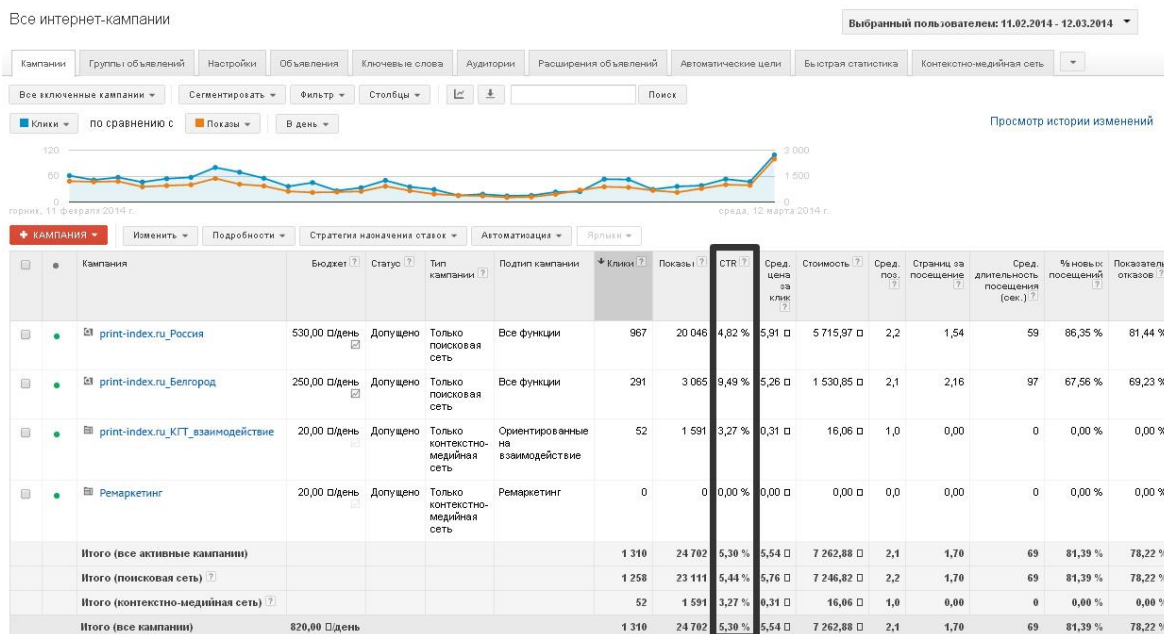 Все интернет-кампании
Выбранный пользователем: 11.02.2014 - 12.03.2014
Кампании Группы объявлений Настройки Объявления Ключевые слова Аудитории Расширения объявлений Автоматические цели Быстрая статистика Контекстно-медийная сеть
Все включенные кампании Сегментировать Фильтр Столбцы Поиск
Клики по сравнению с Показы В день Просмотр истории изменений
120 3 000
60 1 500
0 0
горник, 11 февраля 2014 г. среда, 12 марта 2014 г.
+ КАМПАНИЯ Изменить Подробности Стратегия назначения ставок Автоматизация Ярлыки
Кампания Бюджет ? Статус ? Тип Подтип кампании Клики ? Показы ? CTR ? Сред. Стоимость ? Сред. Страниц за Сред. % новых Показатель
кампании ? цена поз. посещение длительность посещений отказов ?
за ? ? посещения ?
клик (сек.) ?
?
print-index.ru_Россия 530,00 □/день Допущено Только Все функции 967 20 046 4,82 % 5,91 □ 5 715,97 □ 2,2 1,54 59 86,35 % 81,44 %
поисковая
сеть
print-index.ru_Белгород 250,00 □/день Допущено Только Все функции 291 3 065 9,49 % 5,26 □ 1 530,85 □ 2,1 2,16 97 67,56 % 69,23 %
поисковая
сеть
print-index.ru_КГТ_взаимодействие 20,00 □/день Допущено Только Ориентированные 52 1 591 3,27 % 0,31 □ 16,06 □ 1,0 0,00 0 0,00 % 0,00 %
контекстно- на
медийная взаимодействие
сеть
Ремаркетинг 20,00 □/день Допущено Только Ремаркетинг 0 0 0,00 % 0,00 □ 0,00 □ 0,0 0,00 0 0,00 % 0,00 %
контекстно-
медийная
сеть
Итого (все активные кампании) 1 310 24 702 5,30 % 5,54 □ 7 262,88 □ 2,1 1,70 69 81,39 % 78,22 %
Итого (поисковая сеть) ? 1 258 23 111 5,44 % 5,76 □ 7 246,82 □ 2,2 1,70 69 81,39 % 78,22 %
Итого (контекстно-медийная сеть) ? 52 1 591 3,27 % 0,31 □ 16,06 □ 1,0 0,00 0 0,00 % 0,00 %
Итого (все кампании) 820,00 □/день 1 310 24 702 5,30 % 5,54 □ 7 262,88 □ 2,1 1,70 69 81,39 % 78,22 %